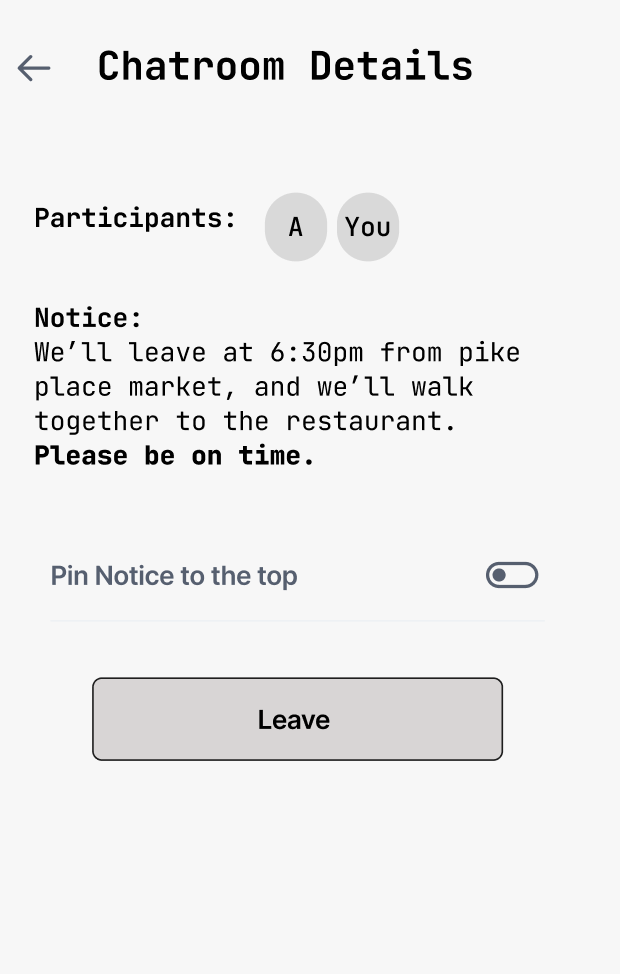 Chatroom Details
Participants: A You
Notice:
We’ll leave at 6:30pm from pike
place market, and we’ll walk
together to the restaurant.
Please be on time.
Pin Notice to the top
Leave